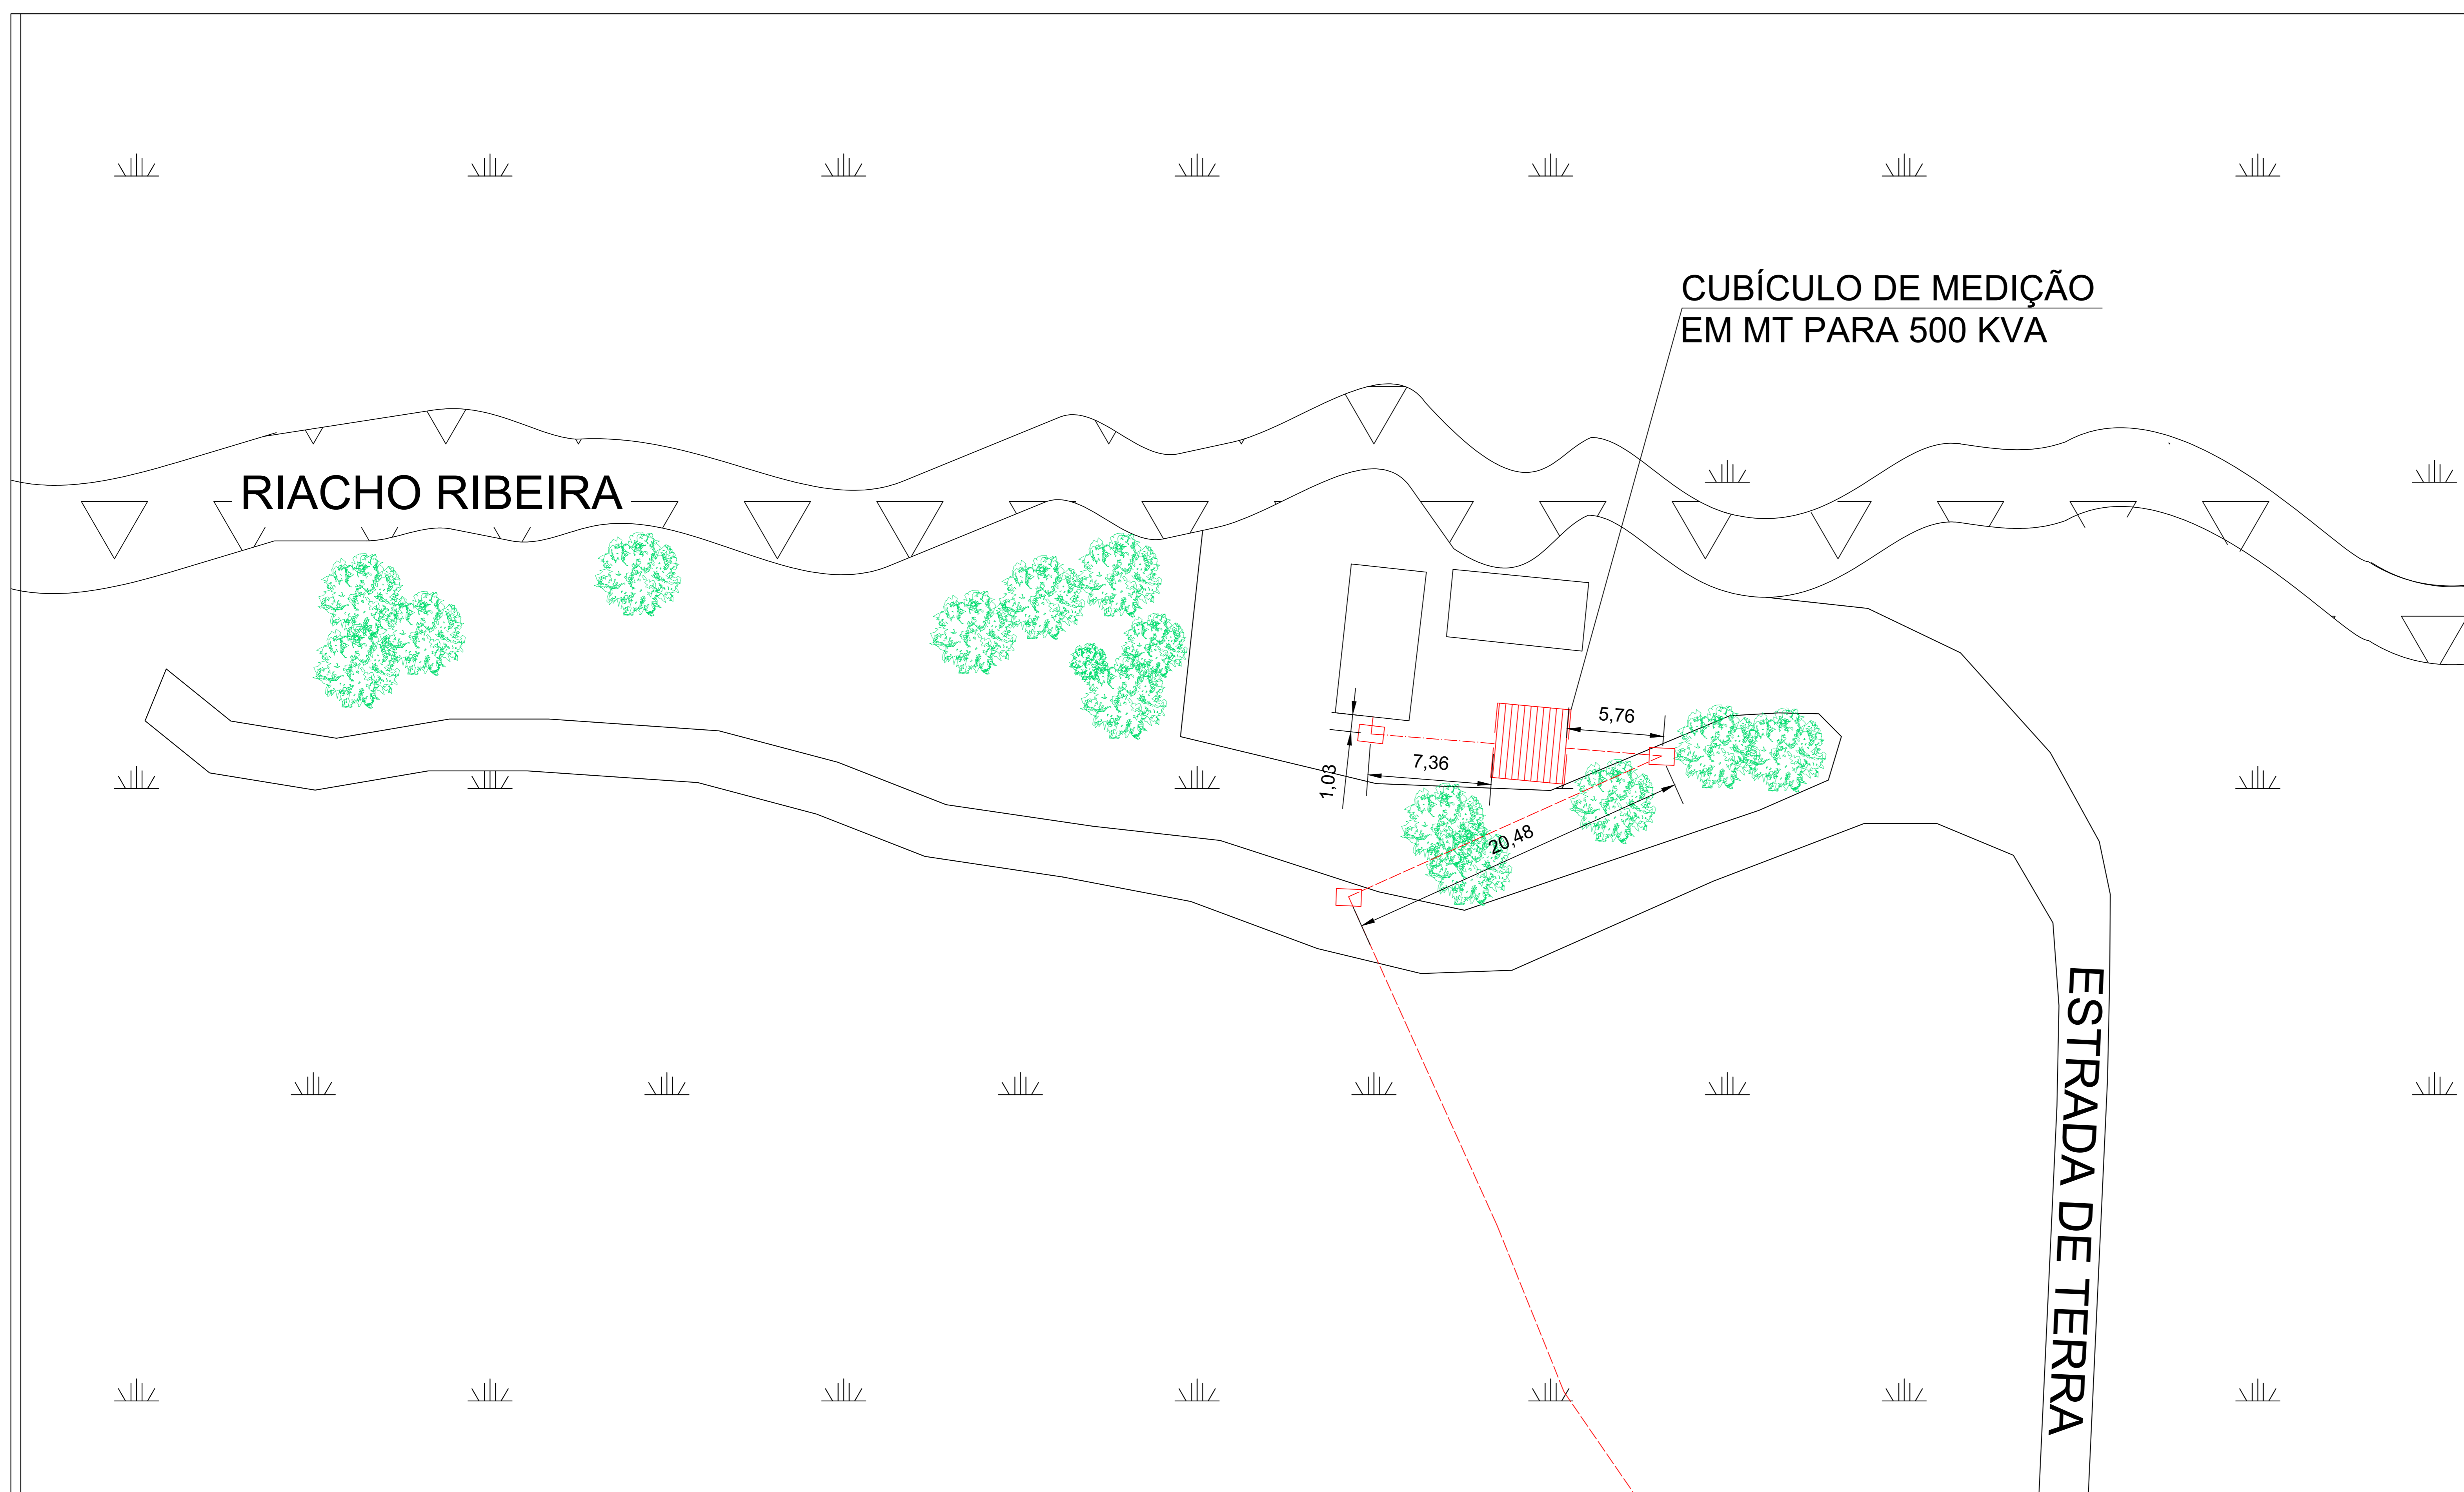 CUBÍCULO DE MEDIÇÃO
EM MT PARA 500 KVA
RIACHO RIBEIRA
5,76
7,36
1,03
20,48
ESTRADA DE TERRA